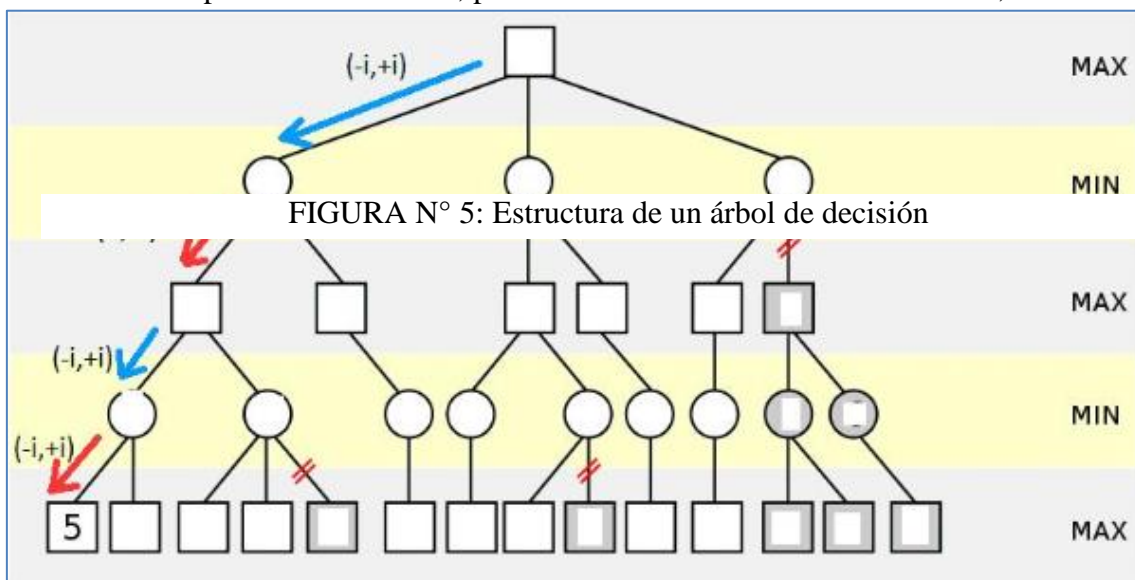 (-i,+i)
MAX
MIN
FIGURA N° 5: Estructura de un árbol de decisión
MAX
(-i,+i)
MIN
(-i,+i)
5
MAX